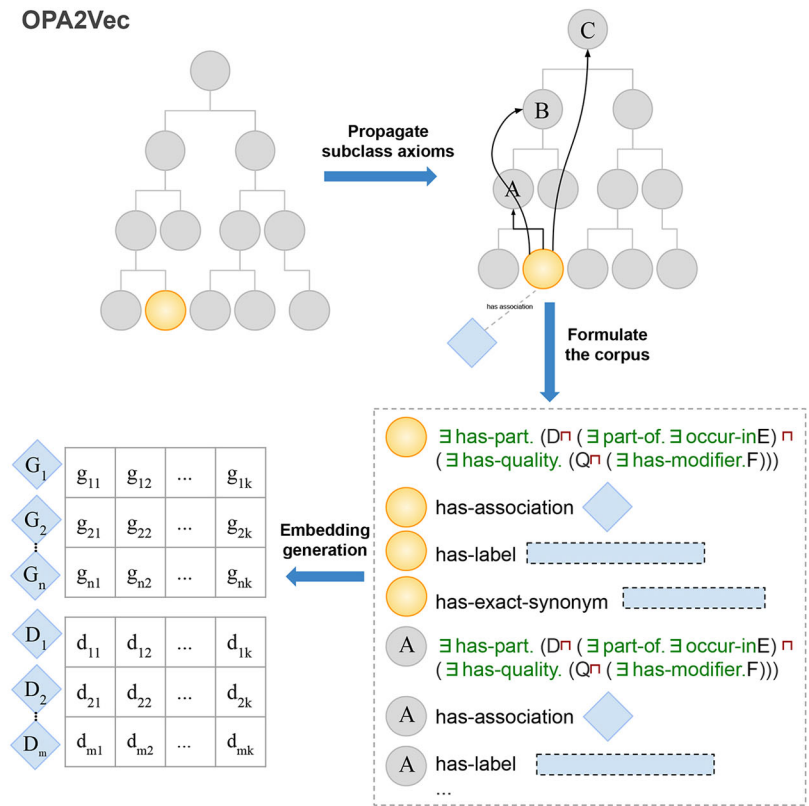 OPA2Vec
Propagate
subclass axioms
C
B
A
has association
Formulate
the corpus
∃ has-part. (D⊓ ( ∃ part-of. ∃ occur-inE) ⊓
( ∃ has-quality. (Q⊓ ( ∃ has-modifier.F)))
has-association
has-label
has-exact-synonym
A ∃ has-part. (D⊓ ( ∃ part-of. ∃ occur-inE) ⊓
( ∃ has-quality. (Q⊓ ( ∃ has-modifier.F)))
A has-association
A has-label
...
Embedding
generation
G1 g11 g12 ... g1k
G2 g21 g22 ... g2k
Gn gn1 gn2 ... gnk
D1 d11 d12 ... d1k
D2 d21 d22 ... d2k
Dm dm1 dm2 ... dmk